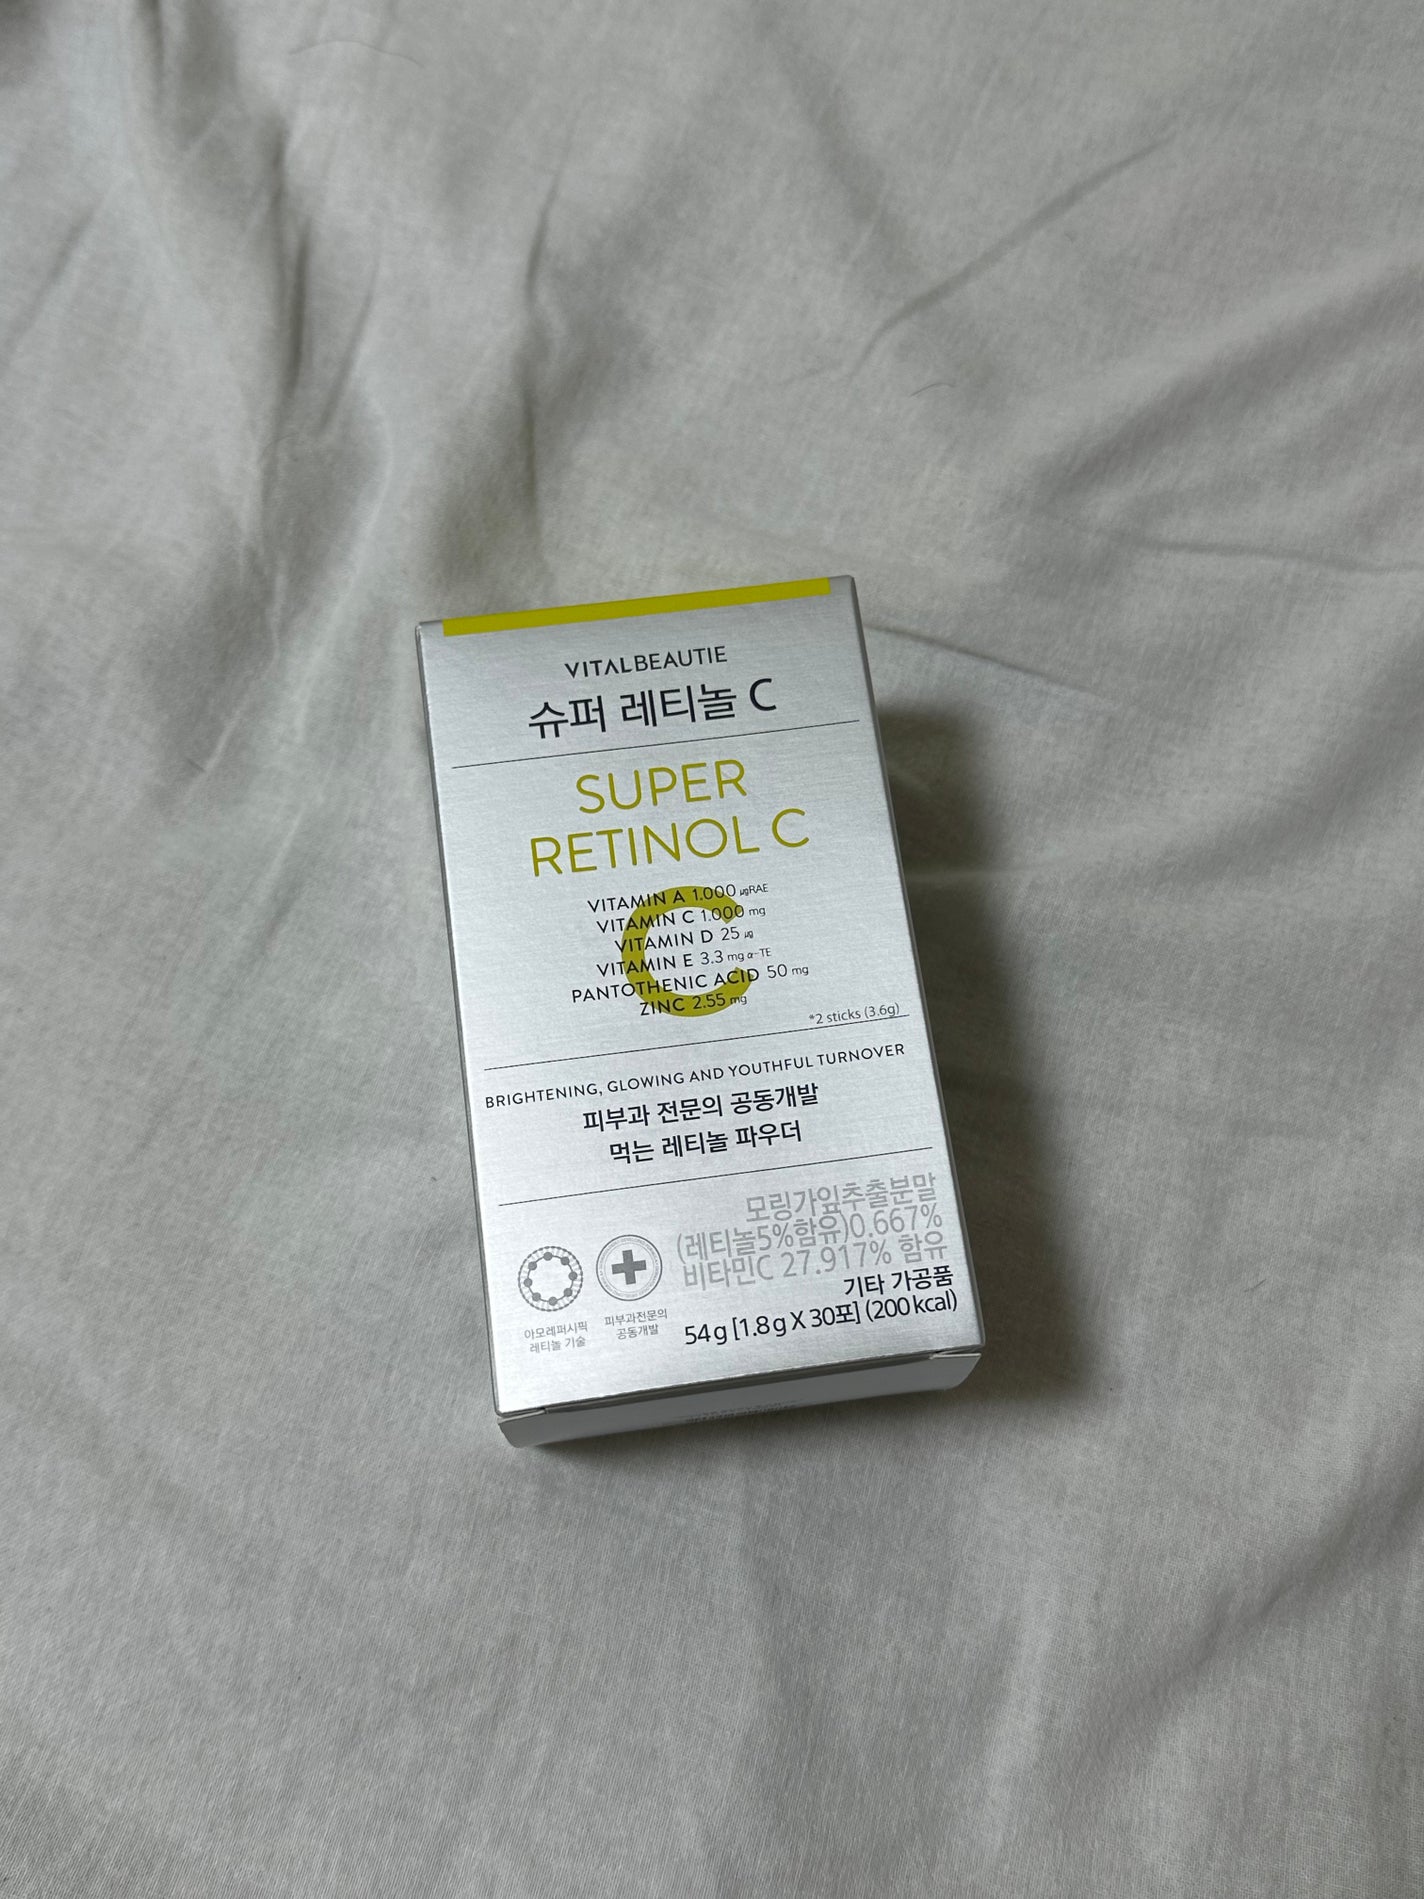 VITALBEAUTIE
슈퍼 레티놀 C
SUPER
RETINOL C
VITAMIN A 1.000 μgRAE
VITAMIN C 1.000 mg
VITAMIN D 25 μg
VITAMIN E 3.3 mg α-TE
PANTOTHENIC ACID 50 mg
ZINC 2.55 mg
C
*2 sticks (3.6g)
BRIGHTENING, GLOWING AND YOUTHFUL TURNOVER
피부과 전문의 공동개발
먹는 레티놀 파우더
모링가잎추출분말
(레티놀5%함유)0.667%
비타민C 27.917% 함유
기타 가공품
54g [1.8g X 30포] (200kcal)
아모레퍼시픽
레티놀 기술
피부과전문의
공동개발